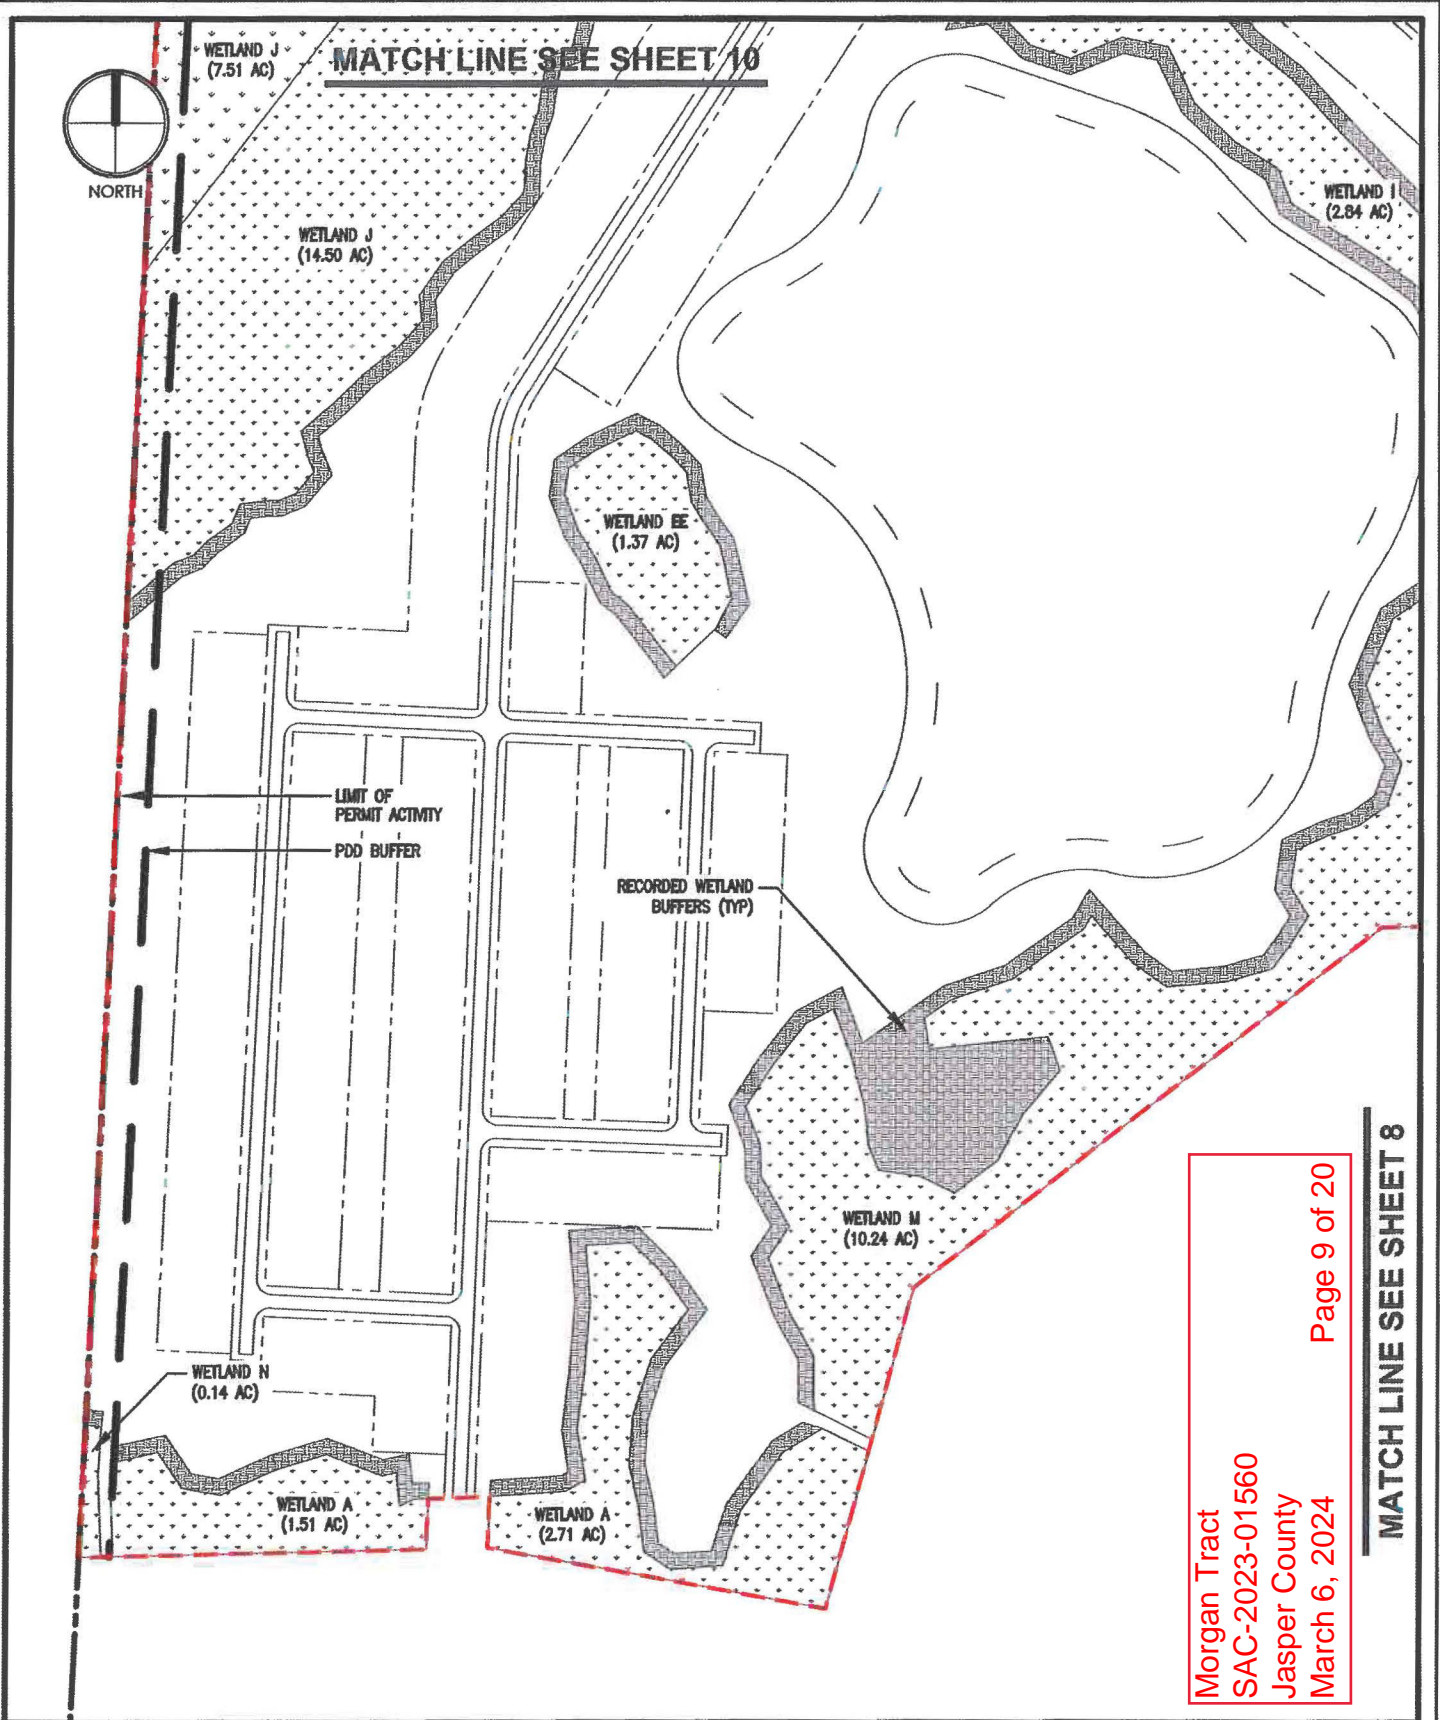 WETLAND J
(7.51 AC)
MATCH LINE SEE SHEET 10
NORTH
WETLAND J
(14.50 AC)
WETLAND I
(2.84 AC)
WETLAND EE
(1.37 AC)
LIMIT OF
PERMIT ACTIVITY
PDD BUFFER
RECORDED WETLAND
BUFFERS (TYP)
WETLAND M
(10.24 AC)
WETLAND N
(0.14 AC)
WETLAND A
(1.51 AC)
WETLAND A
(2.71 AC)
Morgan Tract
SAC-2023-01560
Jasper County
March 6, 2024 Page 9 of 20
MATCH LINE SEE SHEET 8